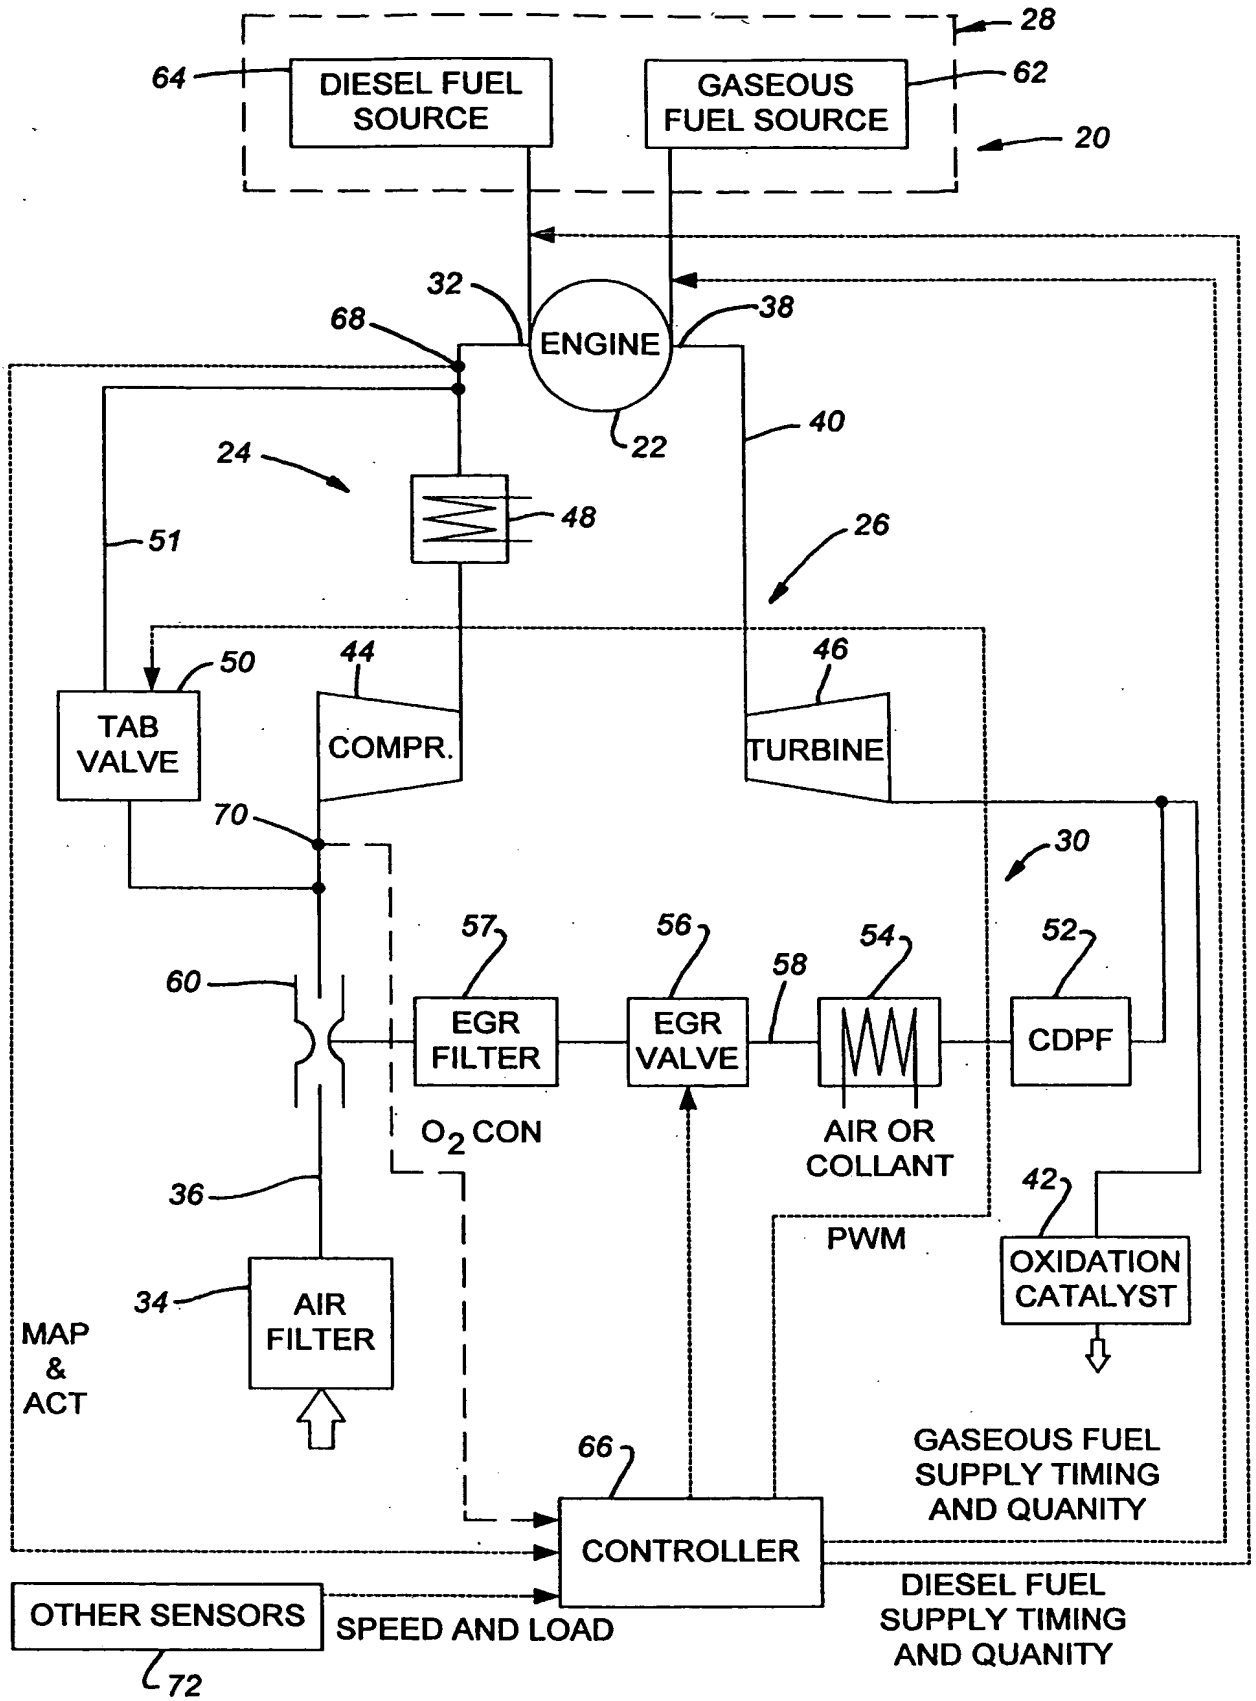 28
64
DIESEL FUEL
SOURCE
GASEOUS
FUEL SOURCE
62
20
32
38
68
ENGINE
22
40
24
48
51
26
44
50
46
TAB
VALVE
COMPR.
TURBINE
70
30
57
56
54
52
58
60
EGR
FILTER
EGR
VALVE
CDPF
O2 CON
AIR OR
COLLANT
36
42
PWM
OXIDATION
CATALYST
34
AIR
FILTER
MAP
&
ACT
66
GASEOUS FUEL
SUPPLY TIMING
AND QUANITY
CONTROLLER
DIESEL FUEL
SUPPLY TIMING
AND QUANITY
OTHER SENSORS
SPEED AND LOAD
72